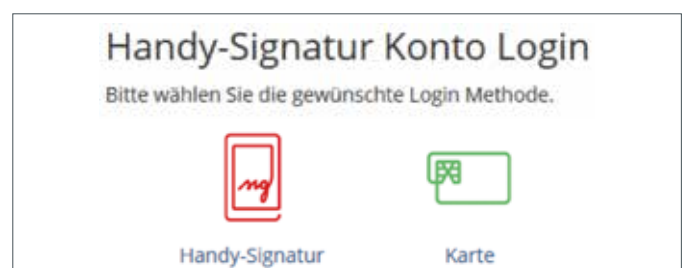 Handy-Signatur Konto Login
Bitte wählen Sie die gewünschte Login Methode.
Handy-Signatur Karte